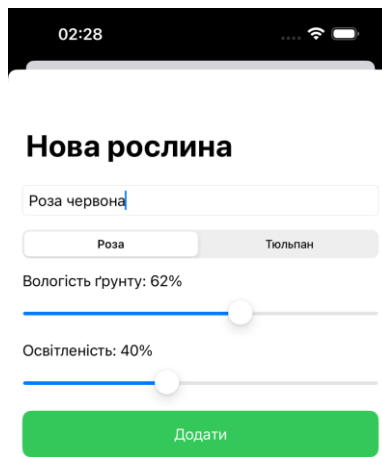 02:28
Нова рослина
Роза червона
Роза Тюльпан
Вологість ґрунту: 62%
Освітленість: 40%
Додати